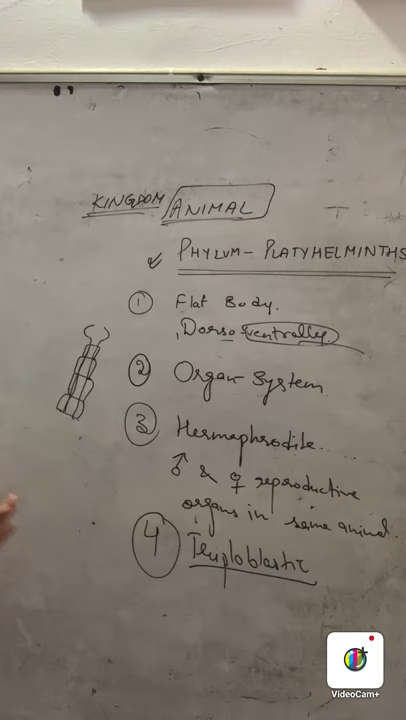 KINGDOM ANIMAL
PHYLUM - PLATYHELMINTHS
1 Flat Body.
Dorso ventrally.
2 Organ System
3 Hermaphrodite....
♂ & ♀ reproductive
organs in same animal.
4 Truploblastic
VideoCam+